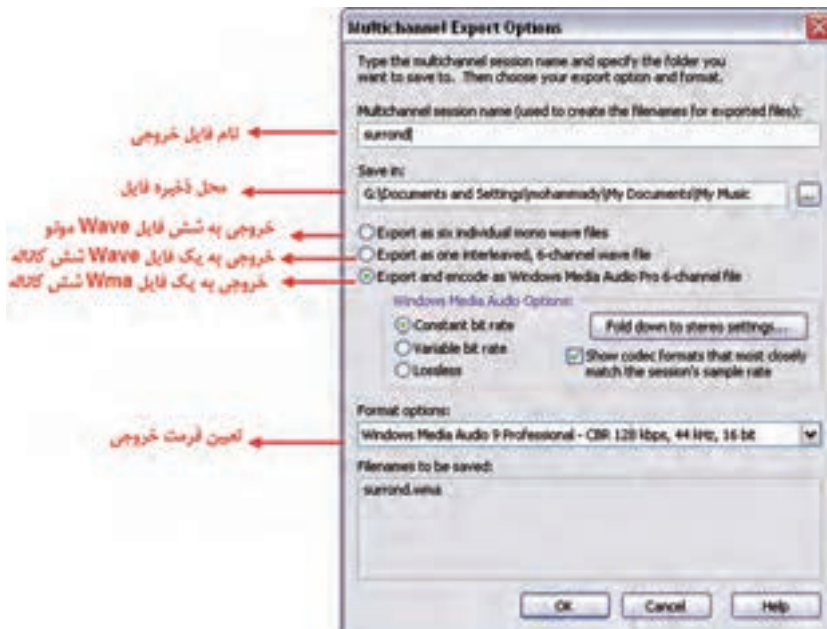 Multichannel Export Options
Type the multichannel session name and specify the folder you
want to save to. Then choose your export option and format.
Multichannel session name (used to create the filenames for exported files):
نام فایل خروجی
surrond
Save in:
محل ذخیره فایل
G:\Documents and Settings\mohammady\My Documents\My Music
...
خروجی به شش فایل Wave مونو
Export as six individual mono wave files
خروجی به یک فایل Wave شش کاناله
Export as one interleaved, 6-channel wave file
خروجی به یک فایل Wma شش کاناله
Export and encode as Windows Media Audio Pro 6-channel file
Windows Media Audio Options:
Constant bit rate
Fold down to stereo settings...
Variable bit rate
Show codec formats that most closely
match the session's sample rate
Lossless
Format options:
تعیین فرمت خروجی
Windows Media Audio 9 Professional - CBR 128 kbps, 44 kHz, 16 bit
Filenames to be saved:
surrond.wma
OK
Cancel
Help